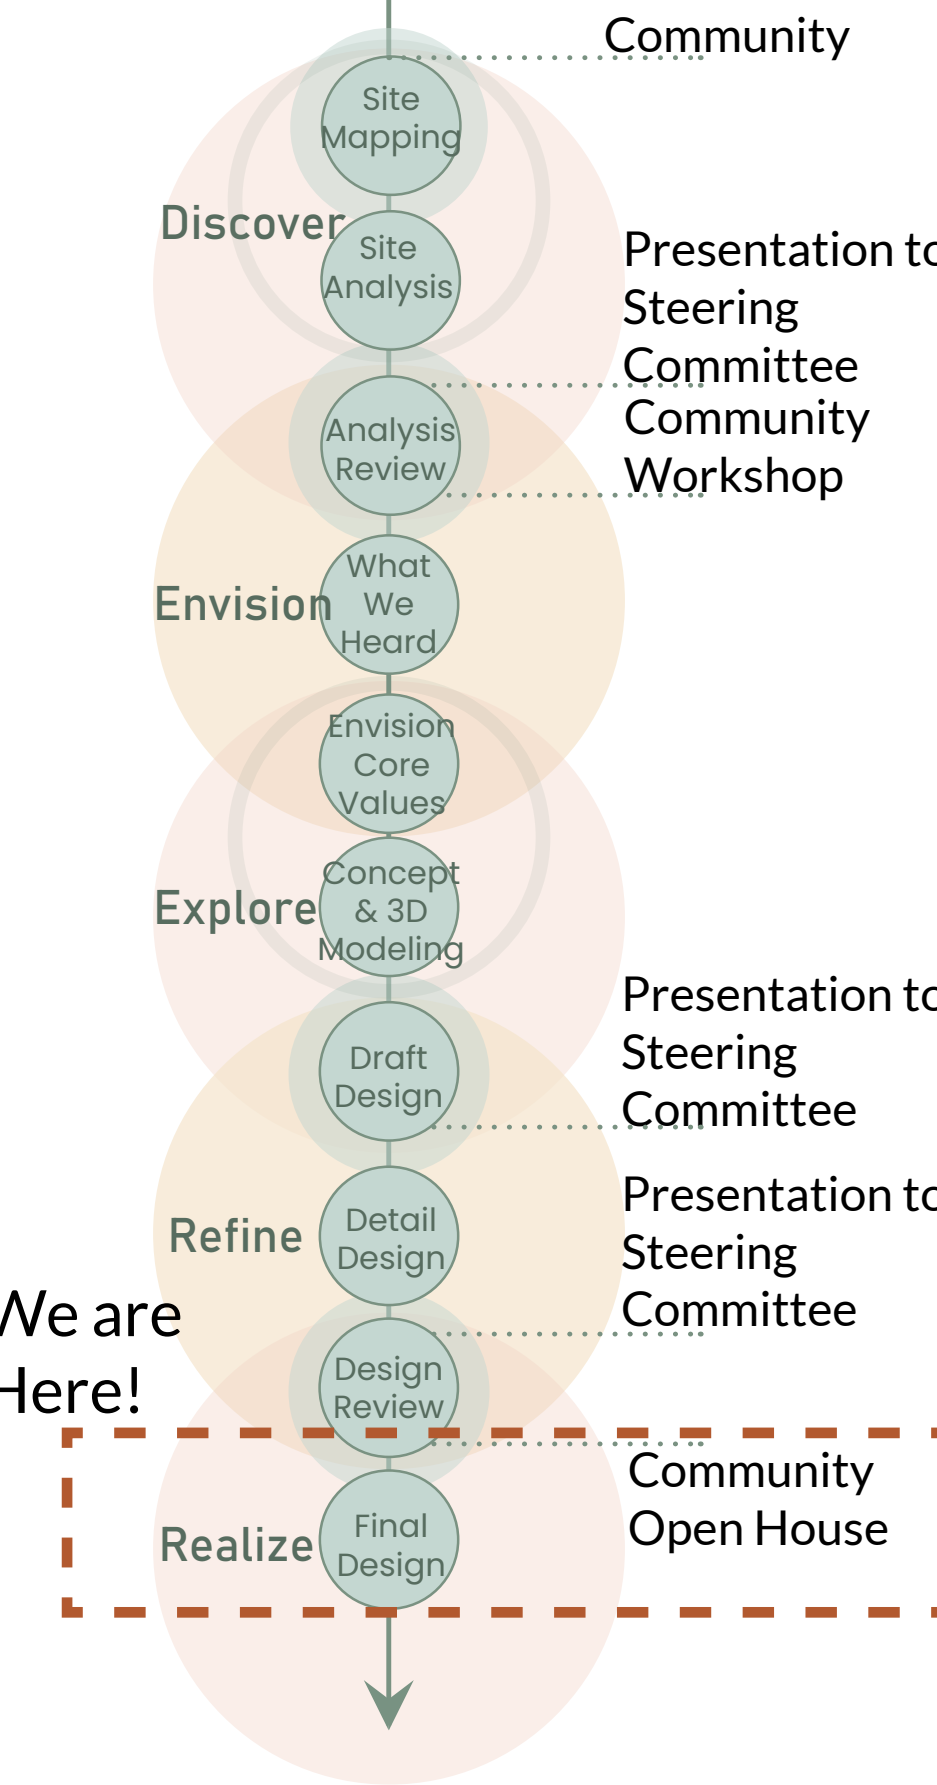 Community
Site
Mapping
Discover
Site
Analysis
Presentation to
Steering
Committee
Analysis
Review
Community
Workshop
Envision
What
We
Heard
Envision
Core
Values
Explore
Concept
& 3D
Modeling
Presentation to
Steering
Committee
Draft
Design
Presentation to
Steering
Committee
Refine
Detail
Design
We are
Here!
Design
Review
Community
Open House
Realize
Final
Design